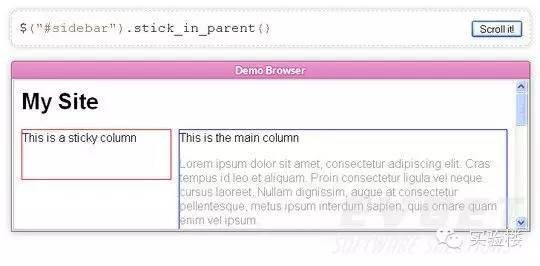 $("#sidebar").stick_in_parent()
Scroll it!
Demo Browser
My Site
This is a sticky column
This is the main column
Lorem ipsum dolor sit amet, consectetur adipiscing elit. Cras
tempus id leo et aliquam. Proin consectetur ligula vel neque
cursus laoreet. Nullam dignissim, augue at consectetur
pellentesque, metus ipsum interdum sapien, quis ornare quam
enim vel ipsum.
EVGET
SOFTWARE SOLUTIONS
实验楼